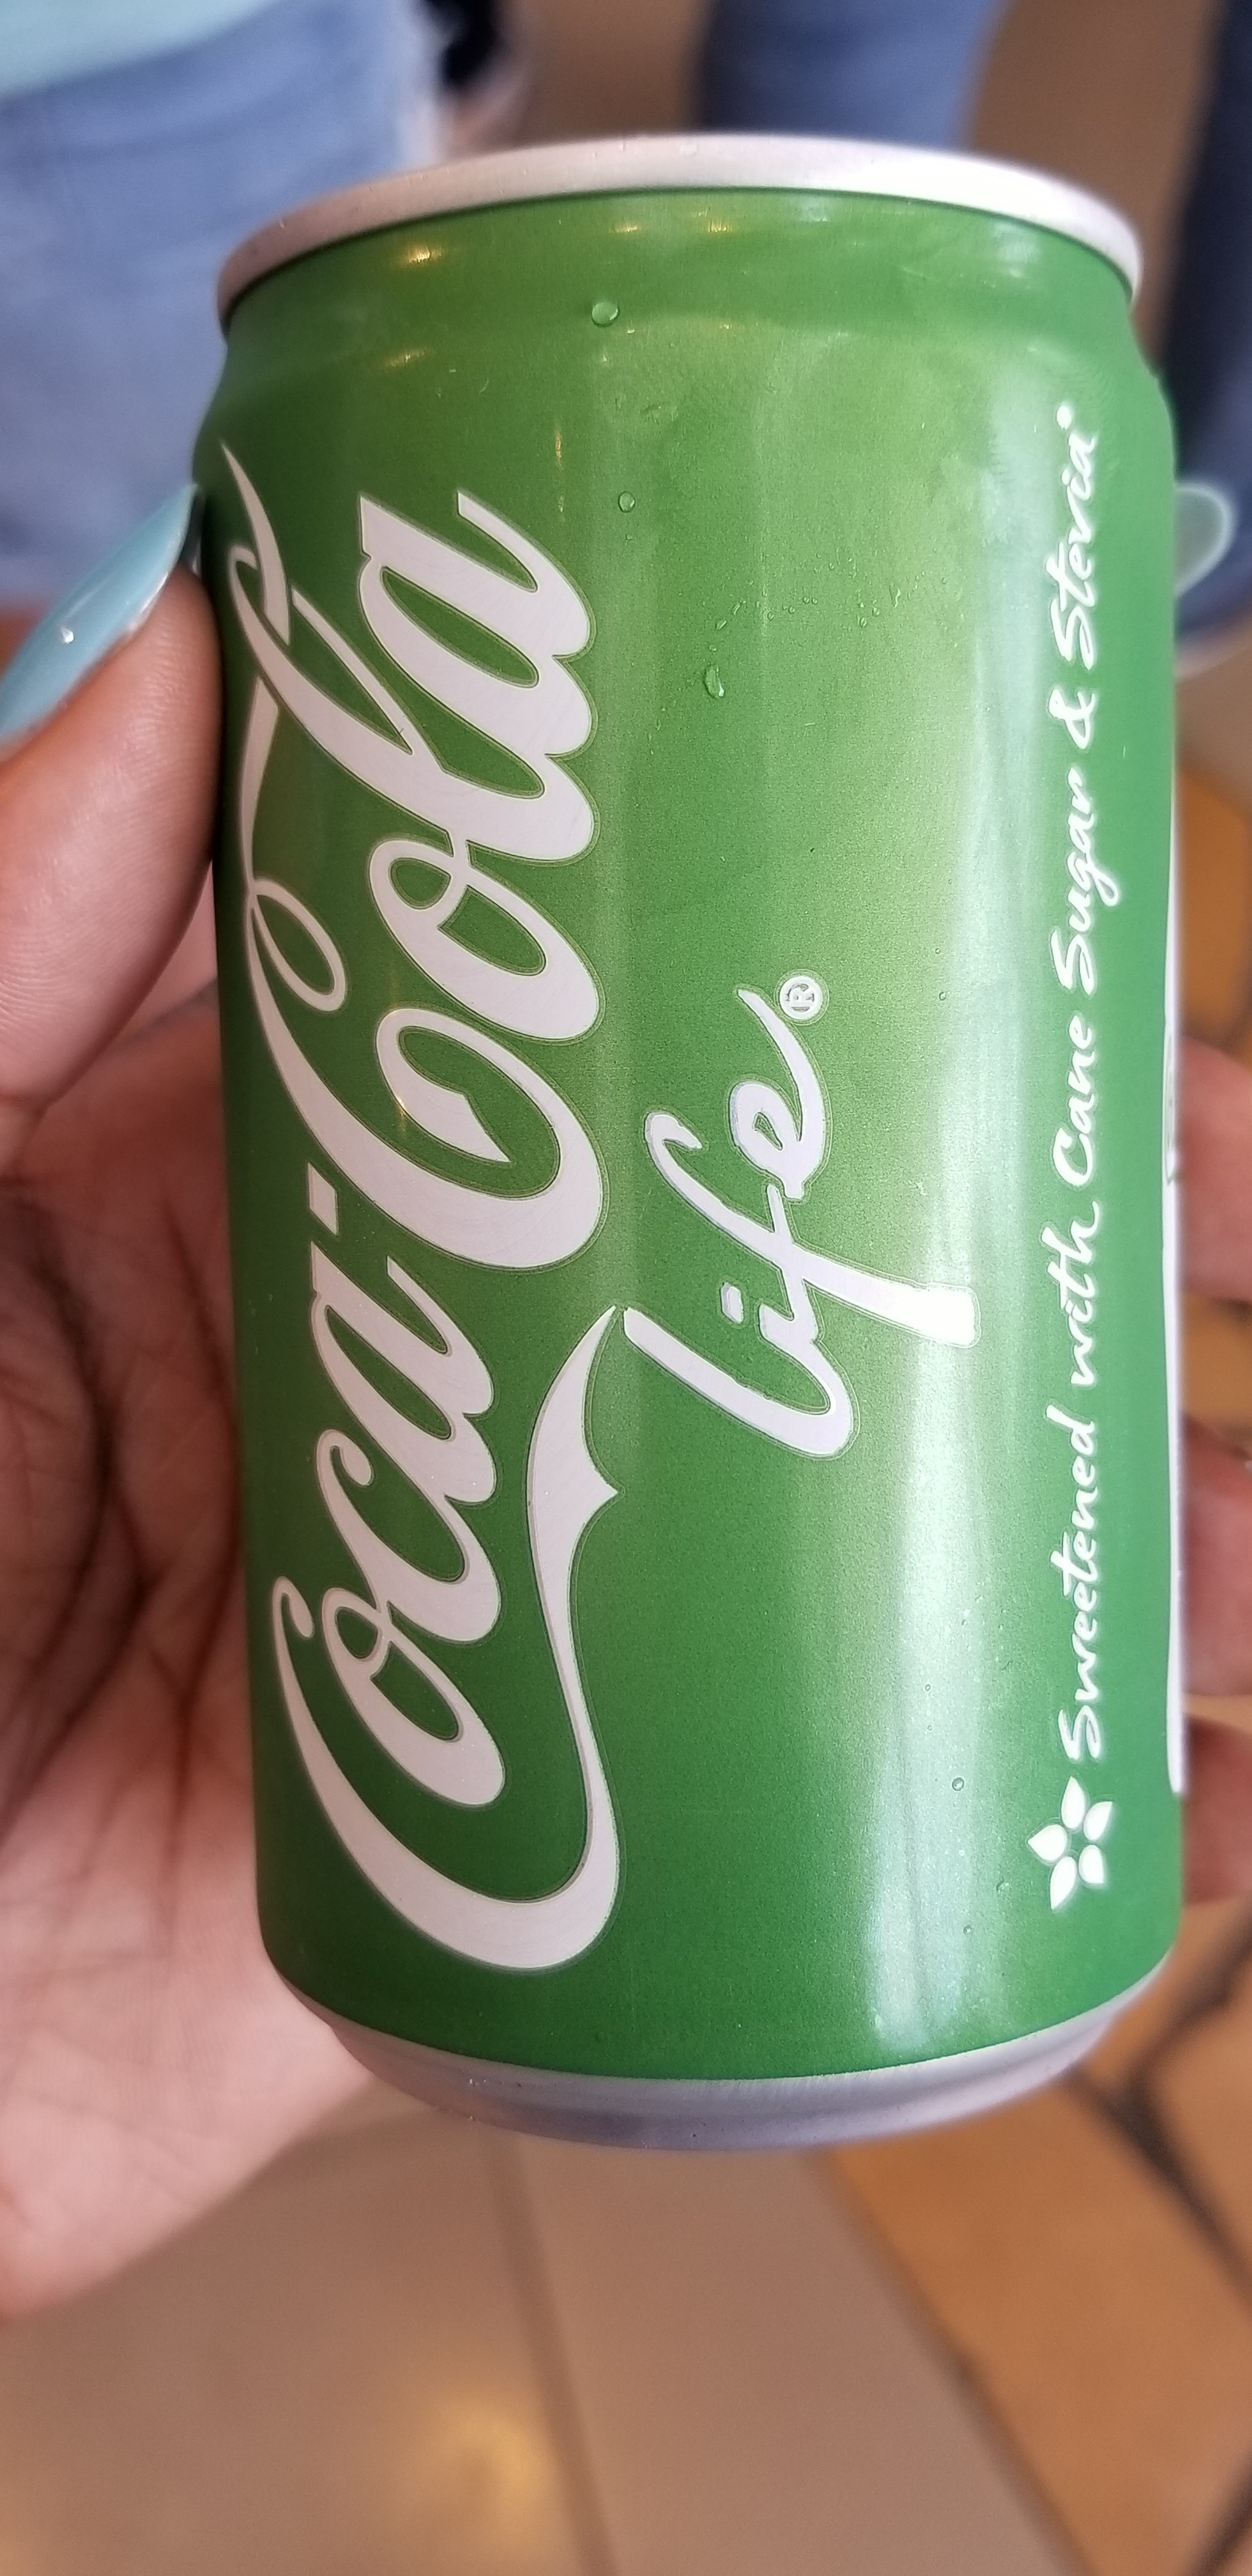 Coca-Cola
life®
Sweetened with Cane Sugar & Stevia